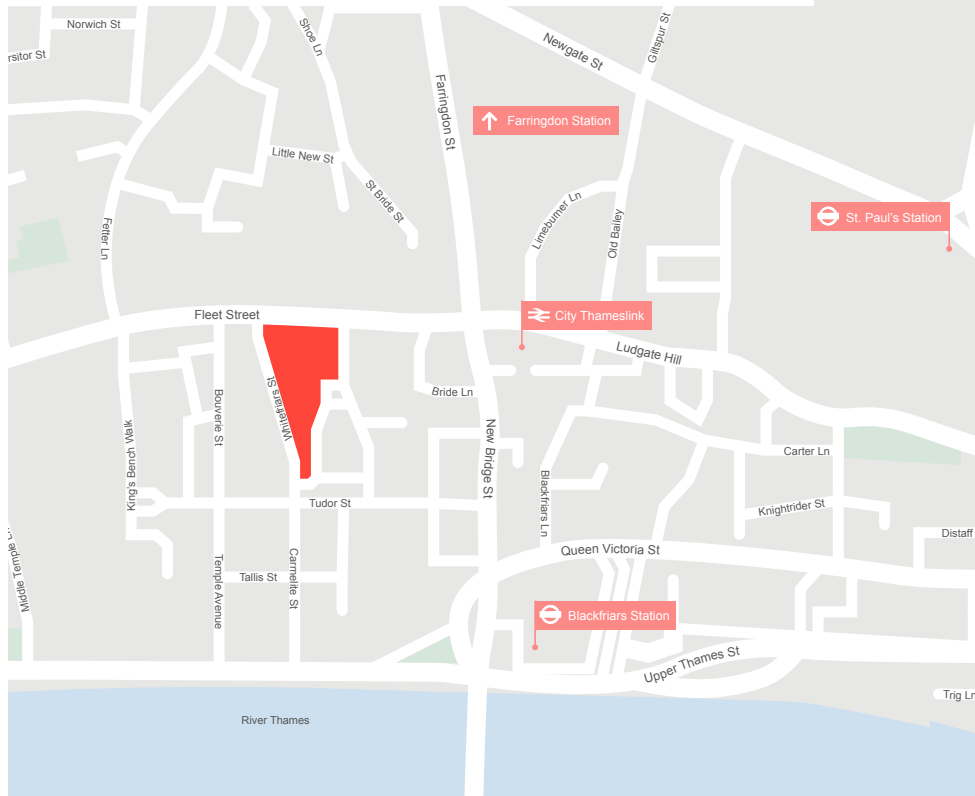 Norwich St
rsitor St
Shoe Ln
Newgate St
Giltspur St
Farringdon St
Farringdon Station
Little New St
St Bride St
Fetter Ln
Limeburner Ln
Old Bailey
St. Paul's Station
Fleet Street
City Thameslink
Ludgate Hill
Bride Ln
Whitefriars St
Bouverie St
King's Bench Walk
New Bridge St
Carter Ln
Blackfriars Ln
Tudor St
Knightrider St
Distaff
Queen Victoria St
Middle Temple Ln
Temple Avenue
Tallis St
Carmelite St
Blackfriars Station
Upper Thames St
Trig Ln
River Thames